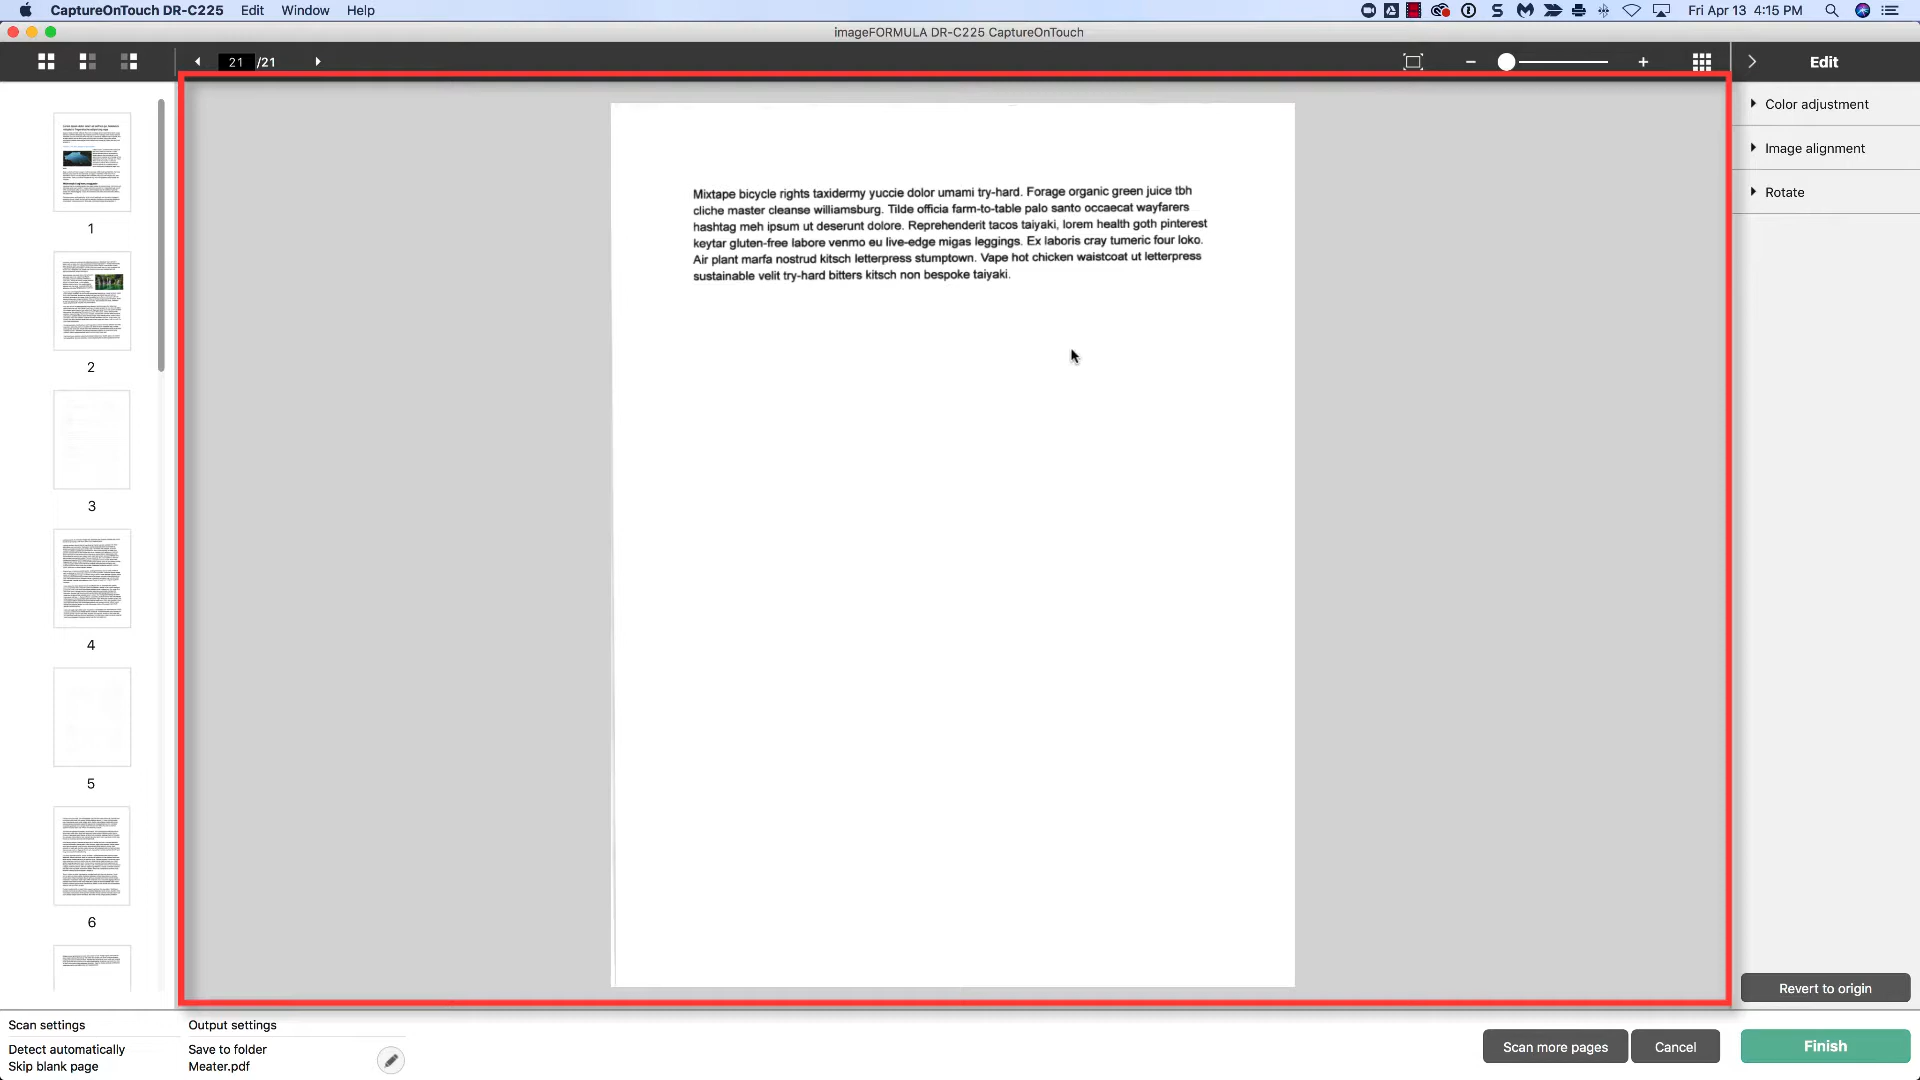 CaptureOnTouch DR-C225 Edit Window Help
Fri Apr 13 4:15 PM
imageFORMULA DR-C225 CaptureOnTouch
21 /21
Edit
Color adjustment
Image alignment
Rotate
1
2
3
4
5
6
Mixtape bicycle rights taxidermy yuccie dolor umami try-hard. Forage organic green juice tbh
cliche master cleanse williamsburg. Tilde officia farm-to-table palo santo occaecat wayfarers
hashtag meh ipsum ut deserunt dolore. Reprehenderit tacos taiyaki, lorem health goth pinterest
keytar gluten-free labore venmo eu live-edge migas leggings. Ex laboris cray tumeric four loko.
Air plant marfa nostrud kitsch letterpress stumptown. Vape hot chicken waistcoat ut letterpress
sustainable velit try-hard bitters kitsch non bespoke taiyaki.
Revert to origin
Scan settings
Detect automatically
Skip blank page
Output settings
Save to folder
Meater.pdf
Scan more pages
Cancel
Finish